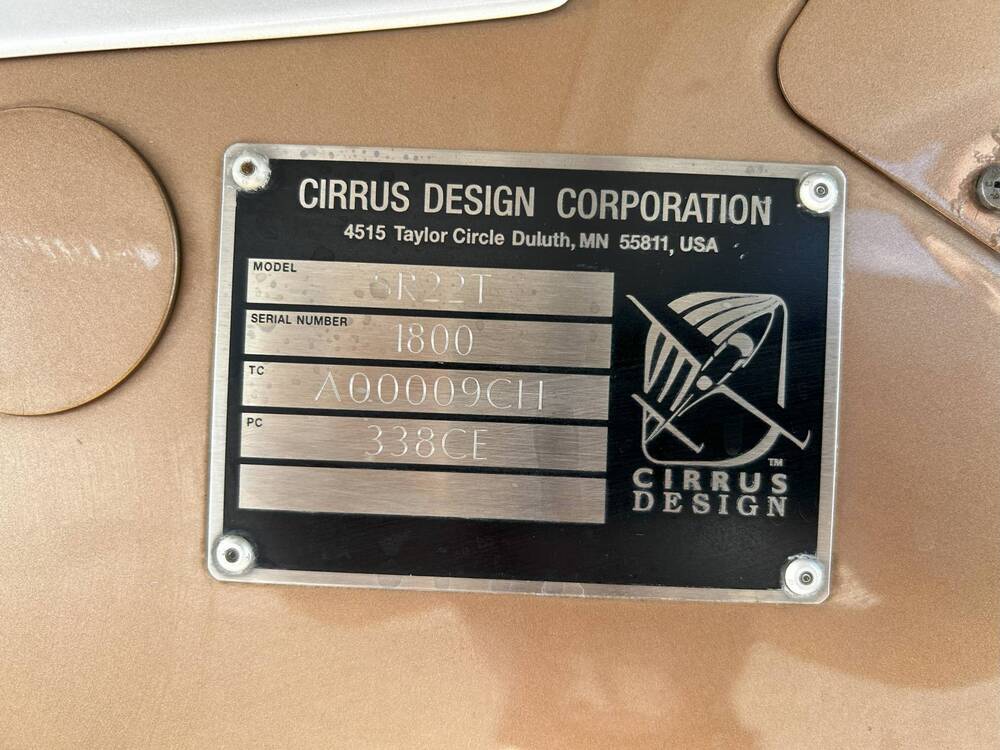 CIRRUS DESIGN CORPORATION
4515 Taylor Circle Duluth, MN 55811, USA
MODEL SR22T
SERIAL NUMBER 1800
TC A00009CH
PC 338CE
TM
CIRRUS
DESIGN